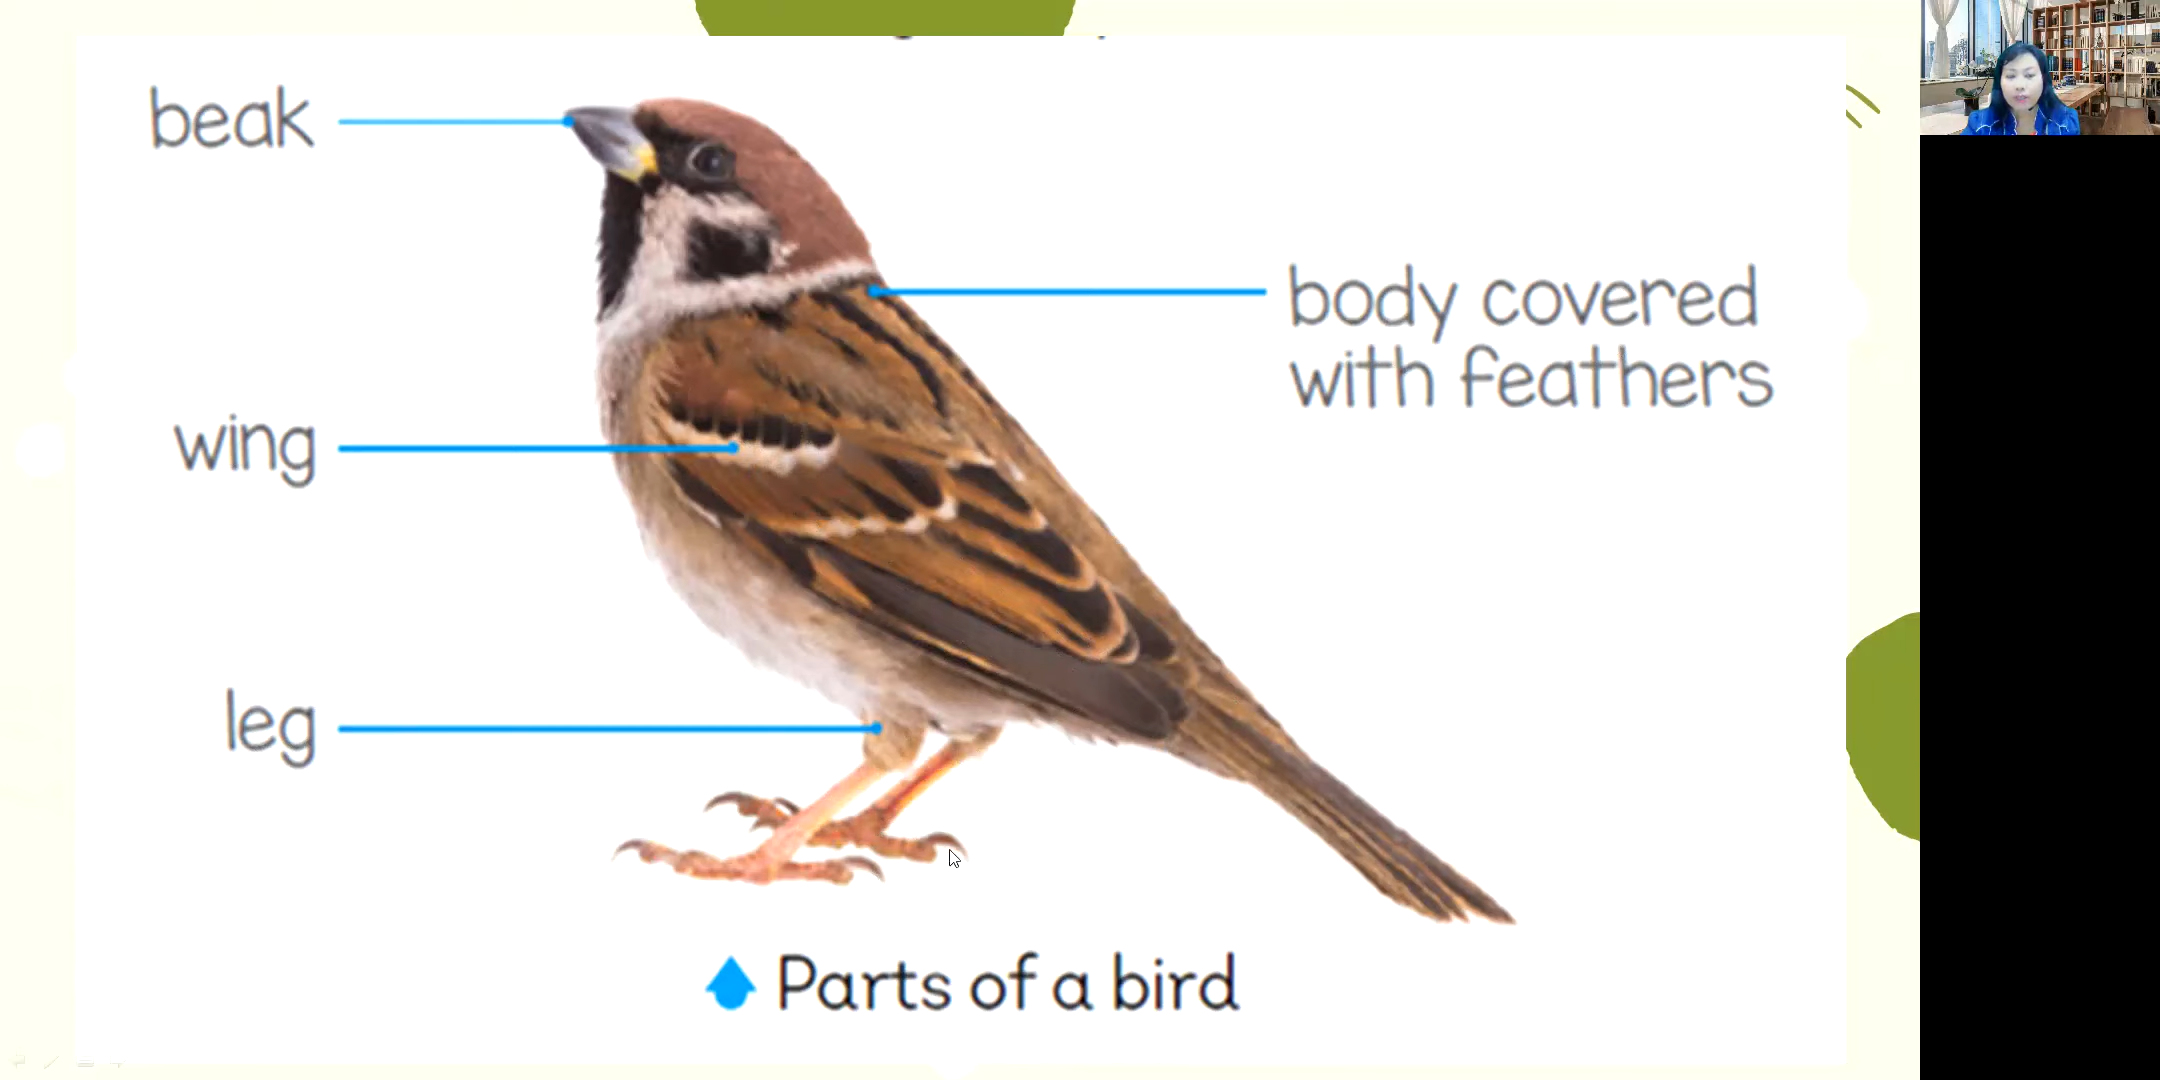 beak
body covered
with feathers
wing
leg
Parts of a bird